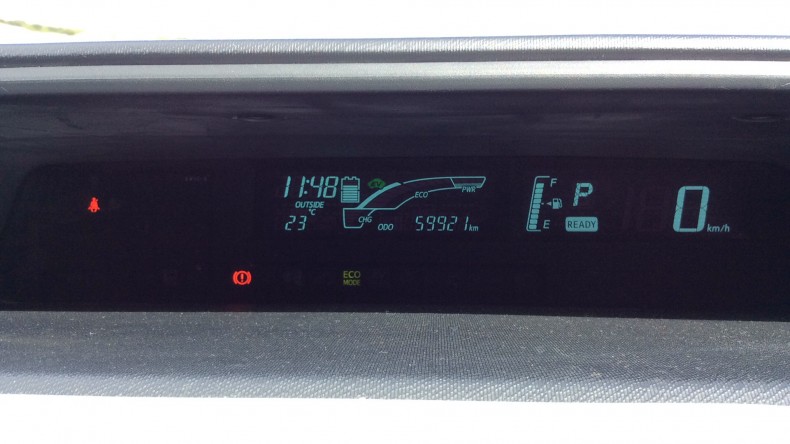 11:48
OUTSIDE
23 °C
ECO
PWR
CHG
ODO 59921 km
F
E
P
READY
0 km/h
ECO
MODE